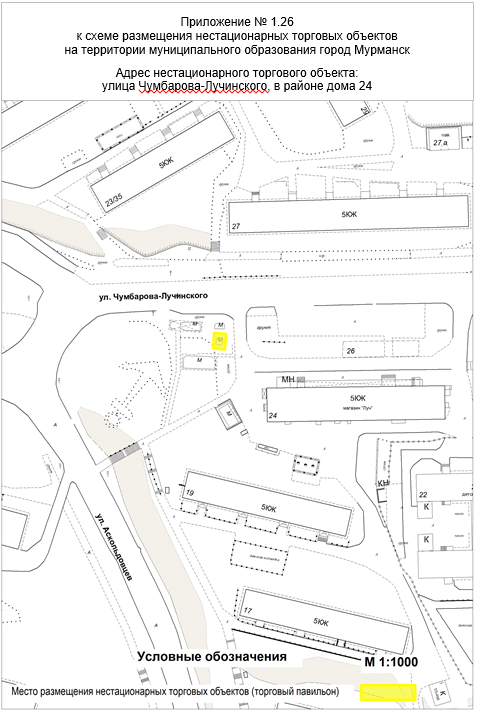 Приложение № 1.26
к схеме размещения нестационарных торговых объектов
на территории муниципального образования город Мурманск
Адрес нестационарного торгового объекта:
улица Чумбарова-Лучинского, в районе дома 24
27 а
5ЮК
23/35
5ЮК
27
ул. Чумбарова-Лучинского
М
М
М
М
грунт
26
МН
5ЮК
магазин "Луч"
24
М
19
5ЮК
КН
22
К
К
ул. Аскольдовцев
17
5ЮК
К
Условные обозначения
М 1:1000
Место размещения нестационарных торговых объектов (торговый павильон)